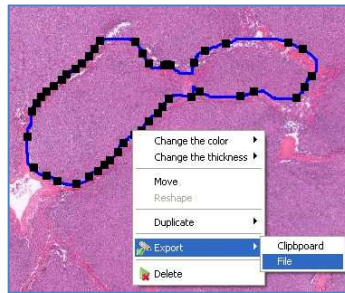 Change the color
Change the thickness
Move
Reshape
Duplicate
Export
Clipboard
File
Delete